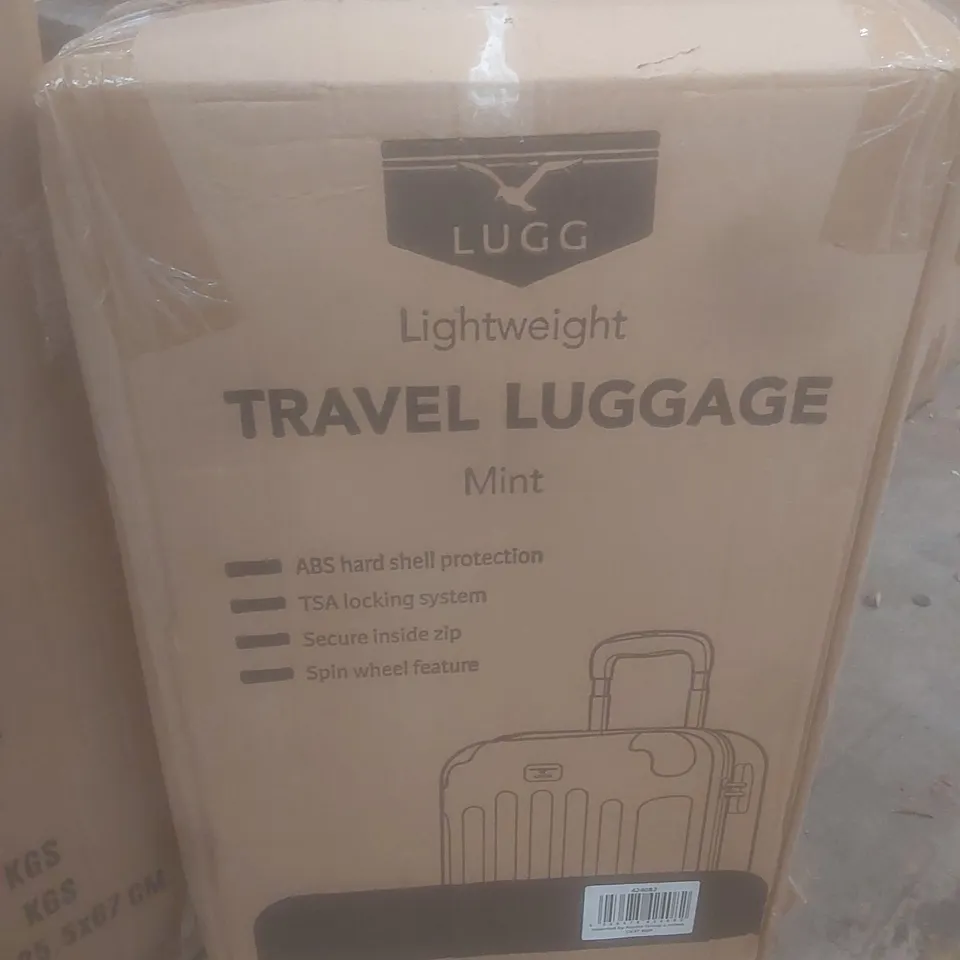 LUGG
Lightweight
TRAVEL LUGGAGE
Mint
ABS hard shell protection
TSA locking system
Secure inside zip
Spin wheel feature
KGS
KGS